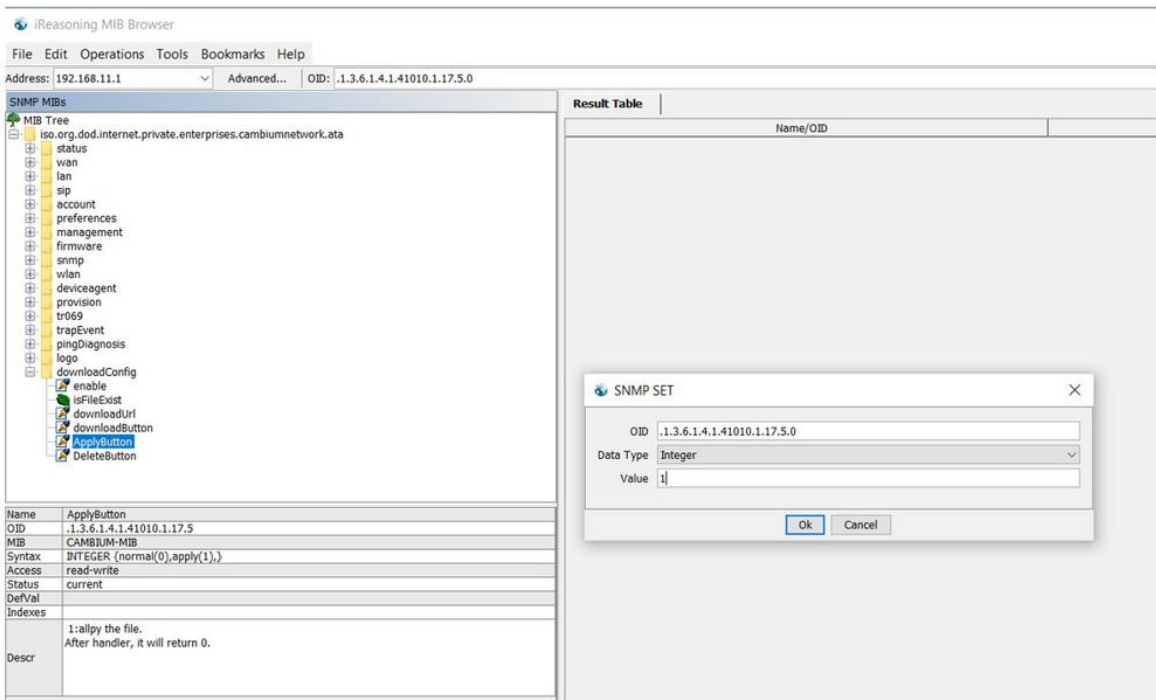 iReasoning MIB Browser
File Edit Operations Tools Bookmarks Help
Address: 192.168.11.1 Advanced... OID: .1.3.6.1.4.1.41010.1.17.5.0
SNMP MIBs
MIB Tree
iso.org.dod.internet.private.enterprises.cambiumnetwork.ata
status
wan
lan
sip
account
preferences
management
firmware
snmp
wlan
deviceagent
provision
tr069
trapEvent
pingDiagnosis
logo
downloadConfig
enable
isFileExist
downloadUrl
downloadButton
ApplyButton
DeleteButton
Name ApplyButton
OID .1.3.6.1.4.1.41010.1.17.5
MIB CAMBIUM-MIB
Syntax INTEGER {normal(0),apply(1),}
Access read-write
Status current
DefVal
Indexes
Descr 1:allpy the file.
After handler, it will return 0.
Result Table
Name/OID
SNMP SET
OID .1.3.6.1.4.1.41010.1.17.5.0
Data Type Integer
Value 1
Ok Cancel